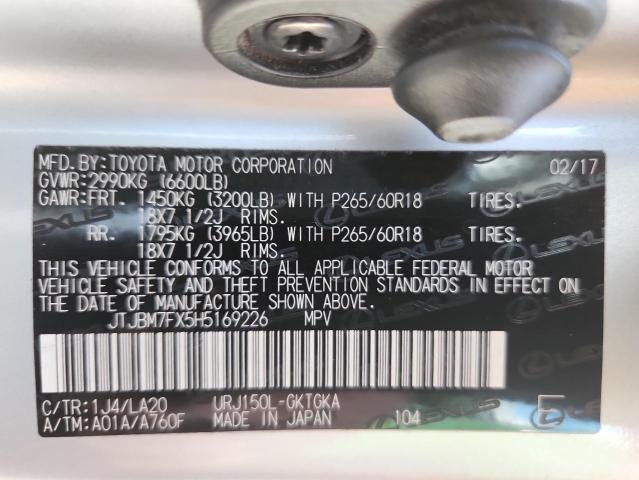 MFD.BY:TOYOTA MOTOR CORPORATION 02/17
GVWR:2990KG (6600LB)
GAWR:FRT. 1450KG (3200LB) WITH P265/60R18 TIRES.
18X7 1/2J RIMS.
RR. 1795KG (3965LB) WITH P265/60R18 TIRES.
18X7 1/2J RIMS.
THIS VEHICLE CONFORMS TO ALL APPLICABLE FEDERAL MOTOR
VEHICLE SAFETY AND THEFT PREVENTION STANDARDS IN EFFECT ON
THE DATE OF MANUFACTURE SHOWN ABOVE.
JTJBM7FX5H5169226 MPV
C/TR:1J4/LA20 URJ150L-GKTGKA
A/TM:A01A/A760F MADE IN JAPAN 104
LEXUS
LEXUS
LEXUS